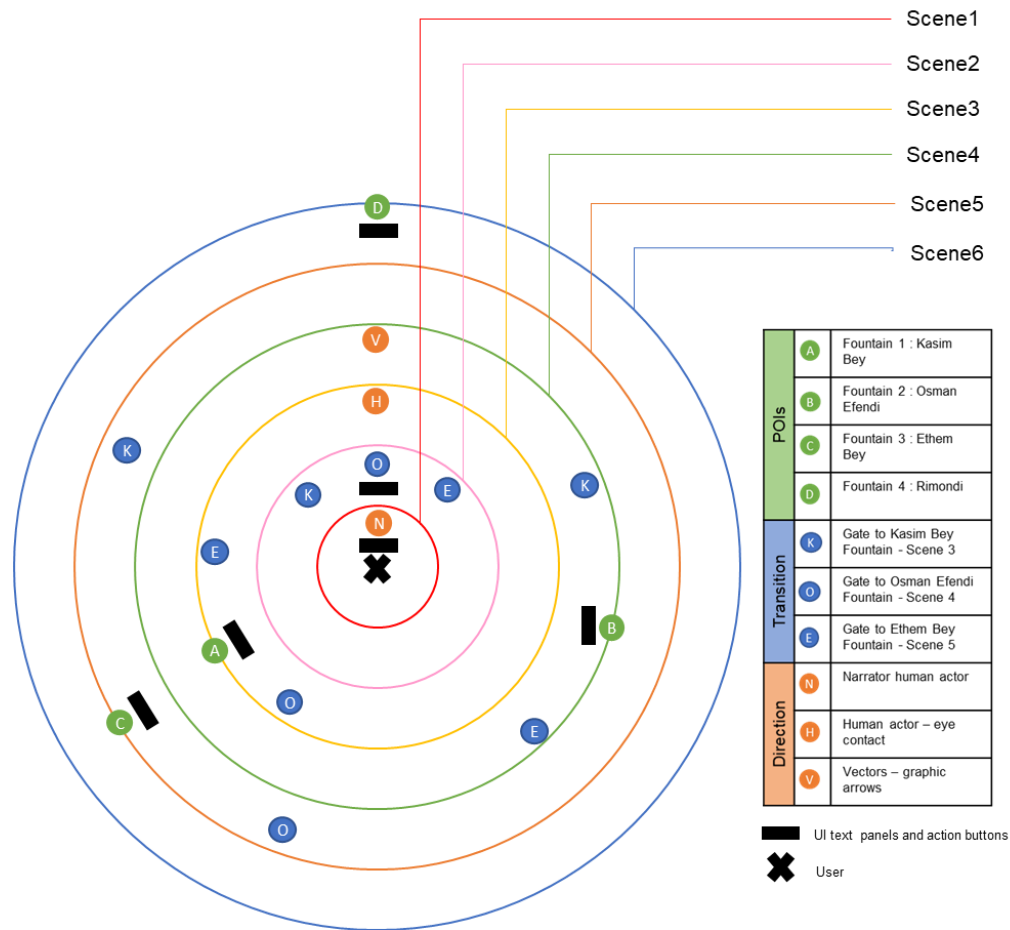 Scene1
Scene2
Scene3
Scene4
Scene5
Scene6
D
V
H
K
O
K
E
K
N
E
A
B
O
C
E
O
POIs
A
Fountain 1 : Kasim
Bey
B
Fountain 2 : Osman
Efendi
C
Fountain 3 : Ethem
Bey
D
Fountain 4 : Rimondi
Transition
K
Gate to Kasim Bey
Fountain - Scene 3
O
Gate to Osman Efendi
Fountain - Scene 4
E
Gate to Ethem Bey
Fountain - Scene 5
Direction
N
Narrator human actor
H
Human actor – eye
contact
V
Vectors – graphic
arrows
UI text panels and action buttons
User